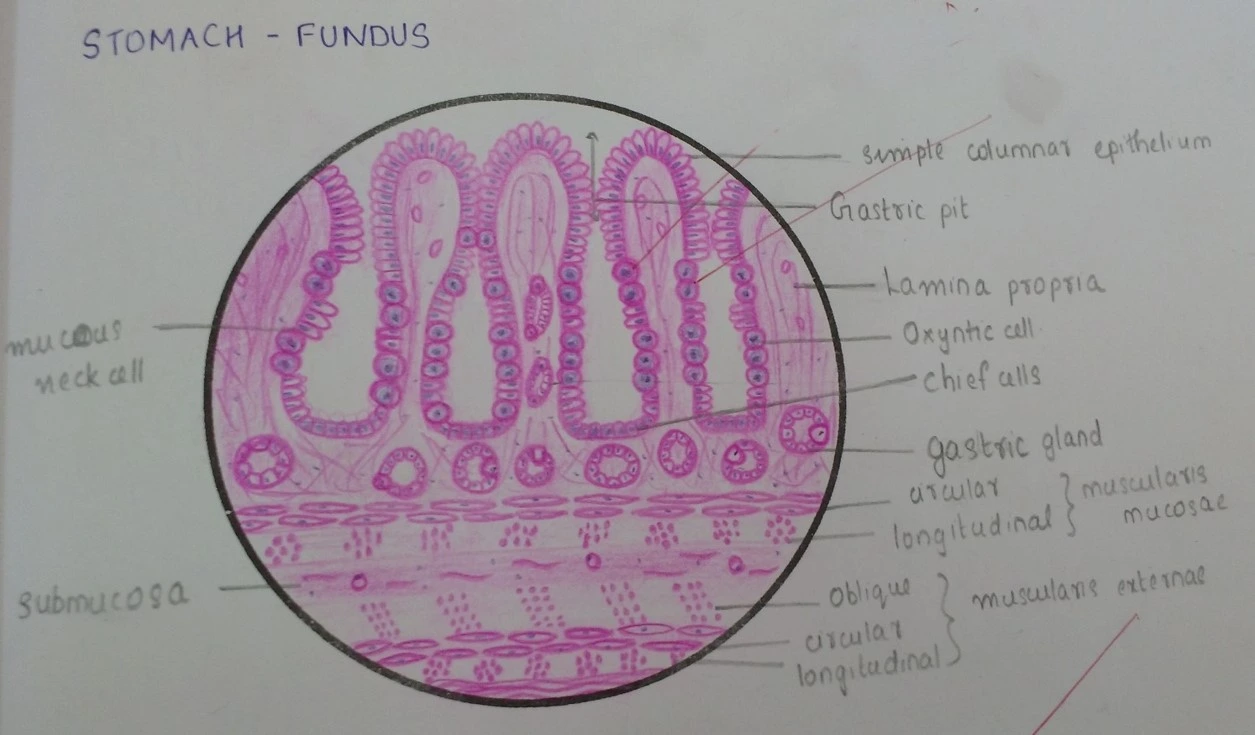 STOMACH - FUNDUS
simple columnar epithelium
Gastric pit
Lamina propria
Oxyntic cell
chief cells
gastric gland
circular
longitudinal
muscularis
mucosae
oblique
circular
longitudinal
muscularis externae
mucous
neck cell
submucosa